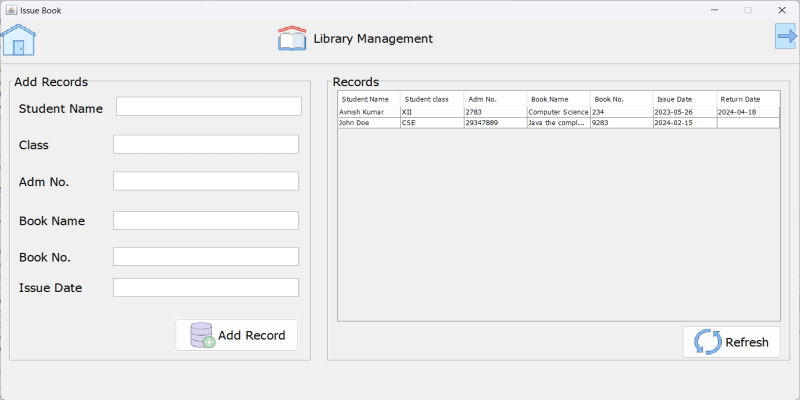 Issue Book
Library Management
Add Records
Student Name
Class
Adm No.
Book Name
Book No.
Issue Date
Add Record
Records
Student Name Student class Adm No. Book Name Book No. Issue Date Return Date
Avnish Kumar XII 2783 Computer Science 234 2023-05-26 2024-04-18
John Doe CSE 29347889 Java the compl... 9283 2024-02-15
Refresh